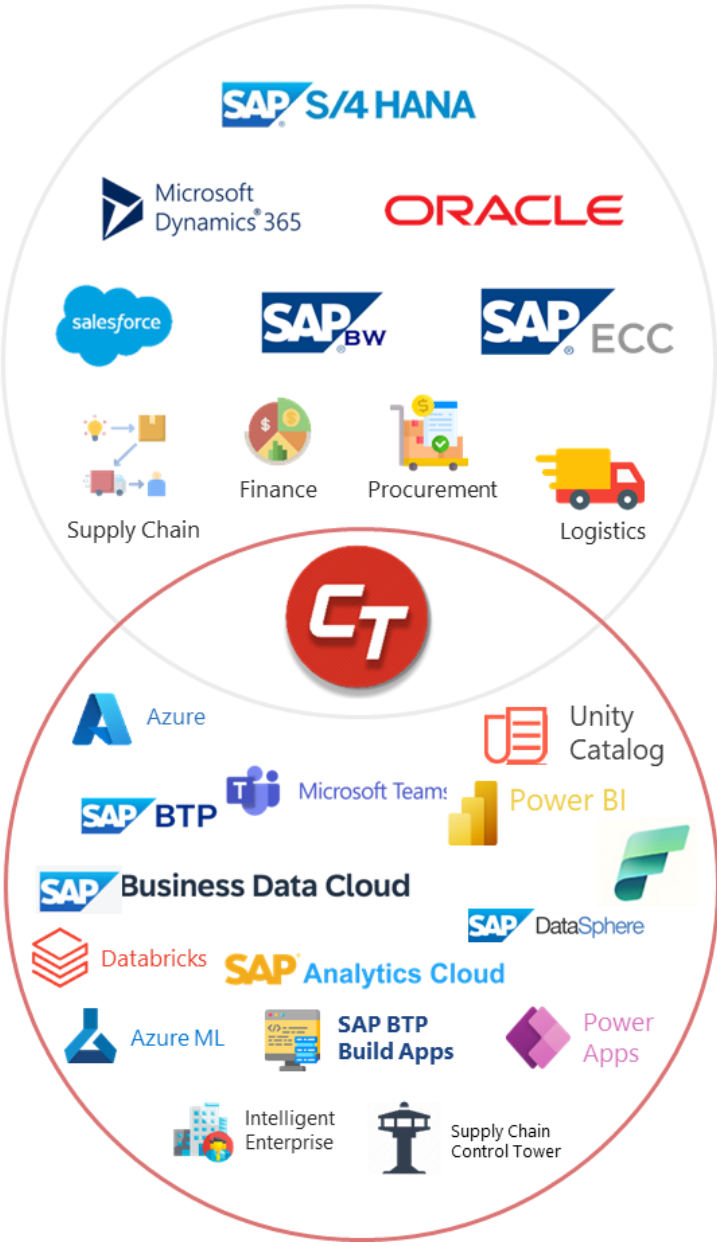 SAP® S/4 HANA
Microsoft
Dynamics® 365
ORACLE
salesforce
SAP® BW
SAP® ECC
Finance
Procurement
Supply Chain
Logistics
CT
Azure
Unity
Catalog
Microsoft Teams
Power BI
SAP BTP
SAP Business Data Cloud
SAP DataSphere
Databricks
SAP Analytics Cloud
Azure ML
SAP BTP
Build Apps
Power
Apps
Intelligent
Enterprise
Supply Chain
Control Tower